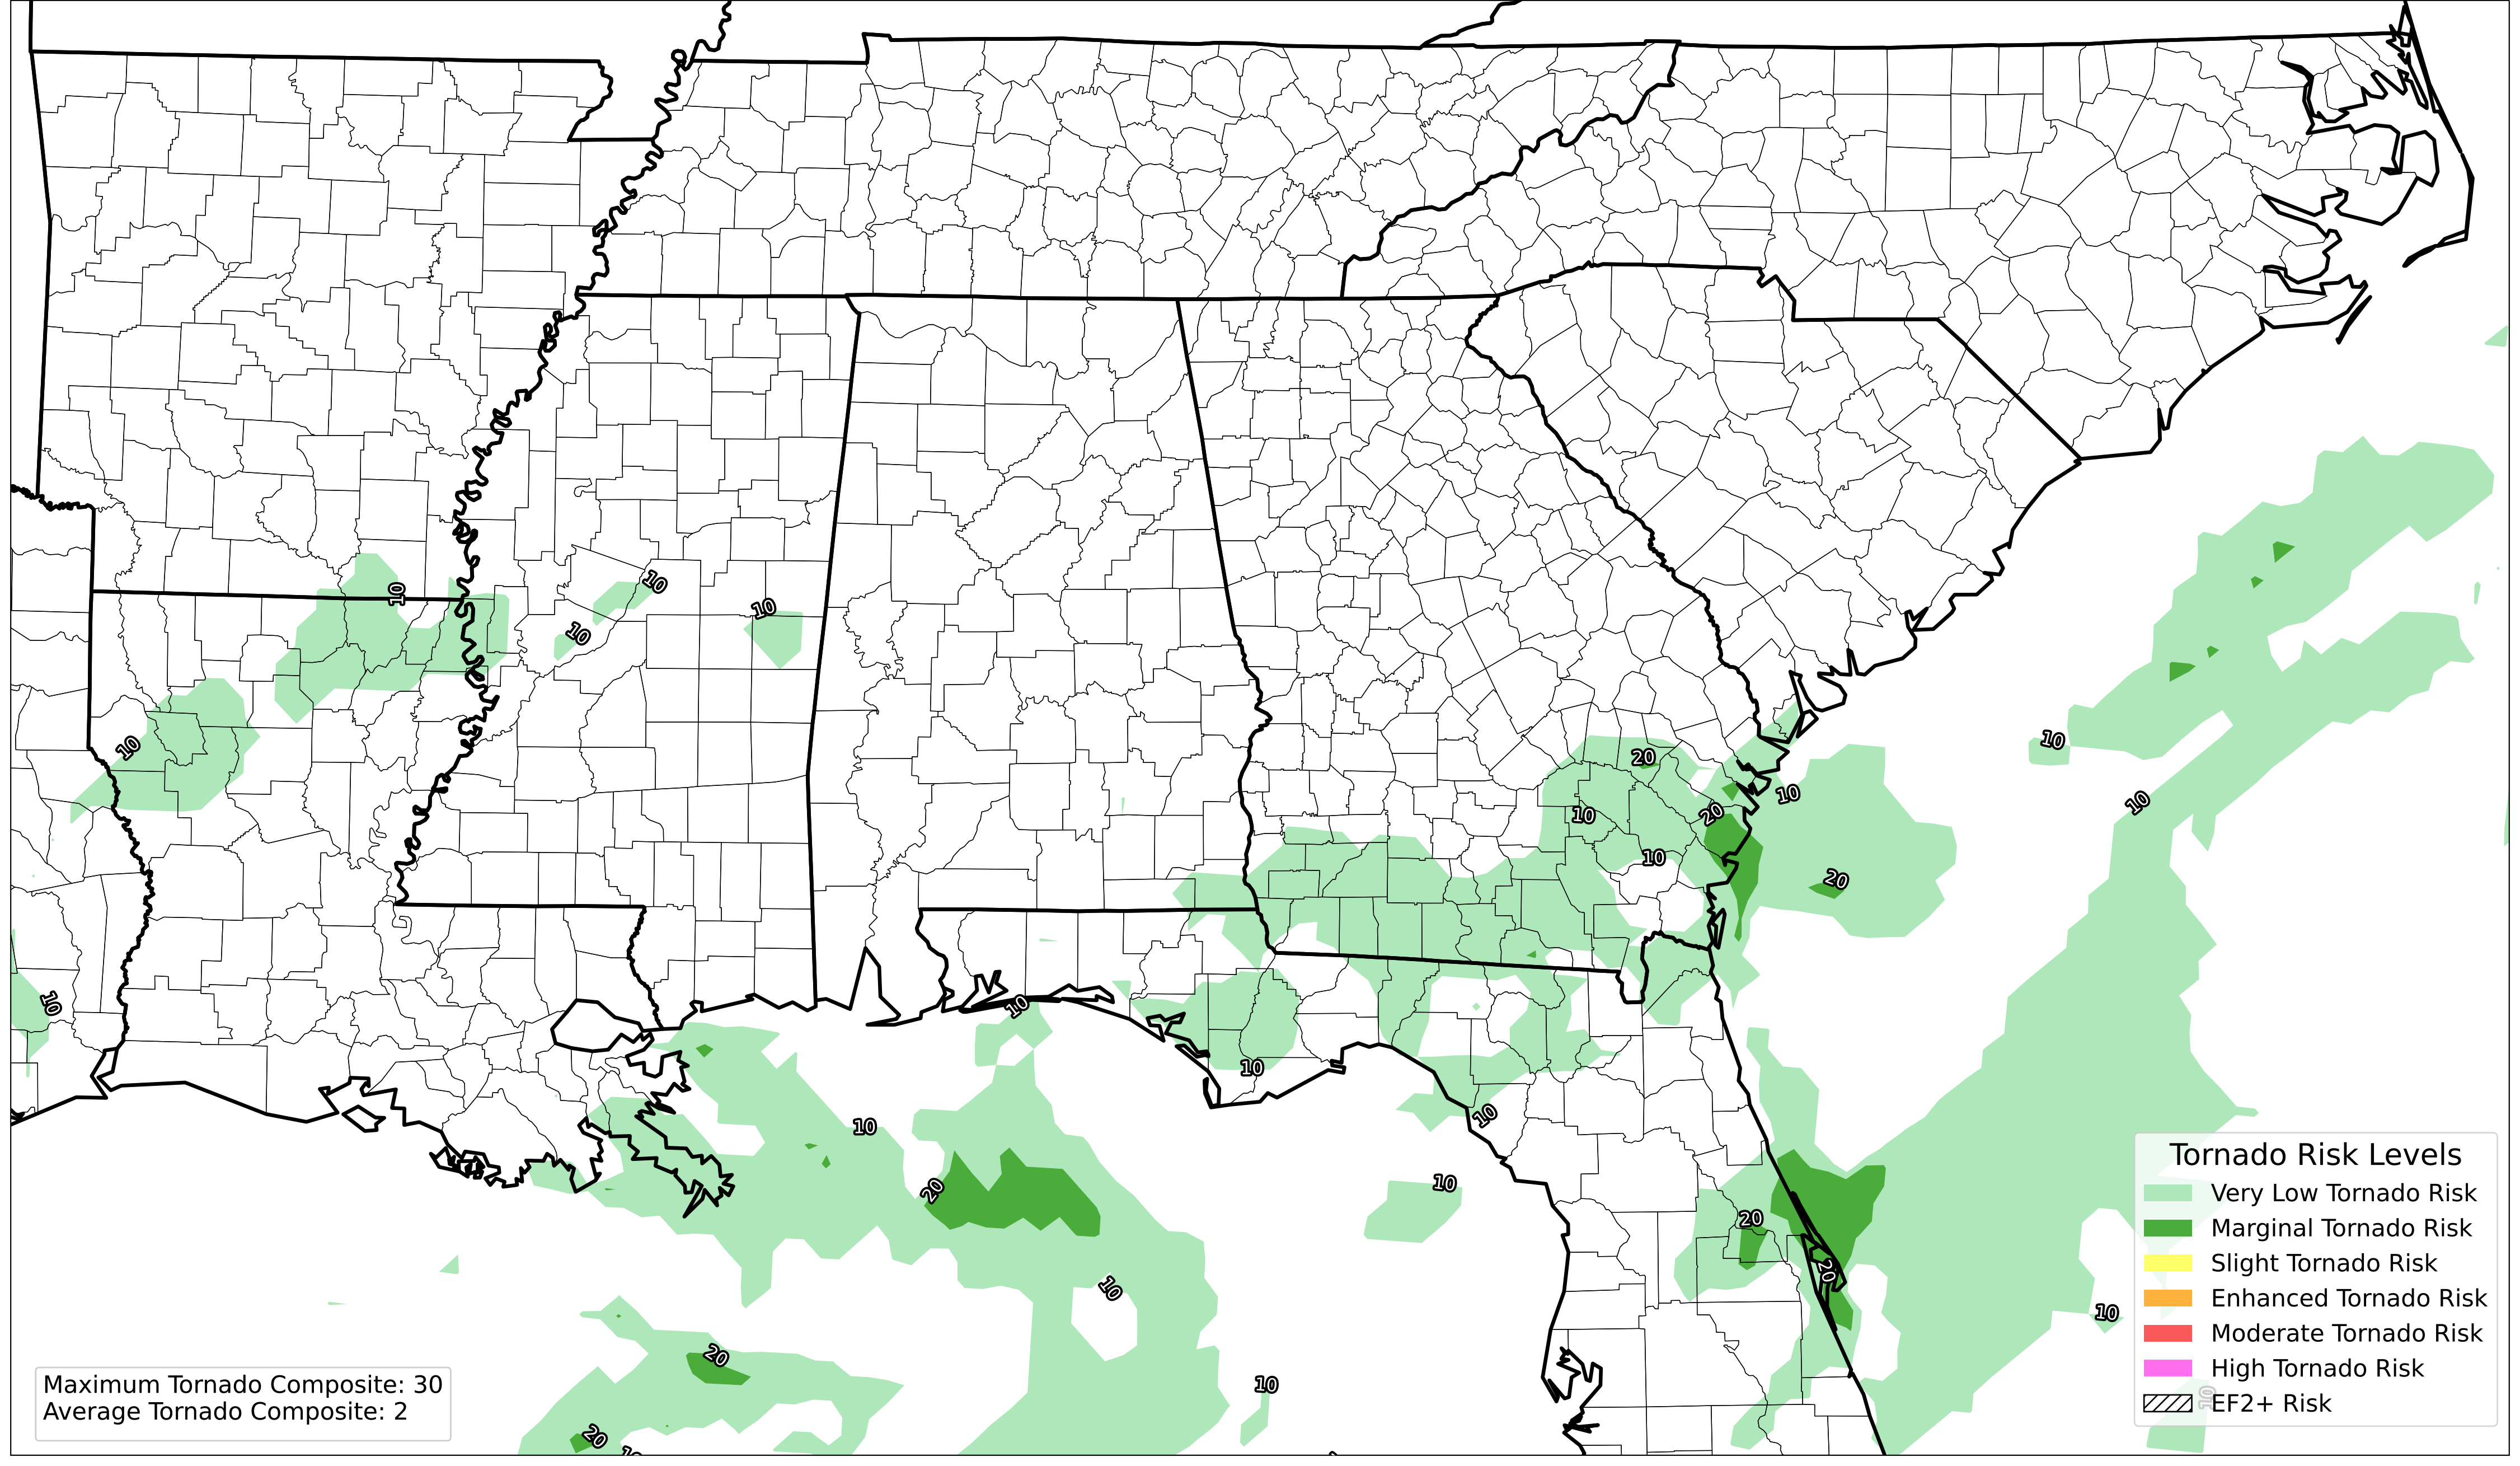 10
10
10
10
20
10
10
20
10
10
10
10
20
10
10
10
10
10
20
10
20
10
20
10
10
20
10
20
10
Tornado Risk Levels
Very Low Tornado Risk
Marginal Tornado Risk
Slight Tornado Risk
Enhanced Tornado Risk
Moderate Tornado Risk
High Tornado Risk
EF2+ Risk
Maximum Tornado Composite: 30
Average Tornado Composite: 2